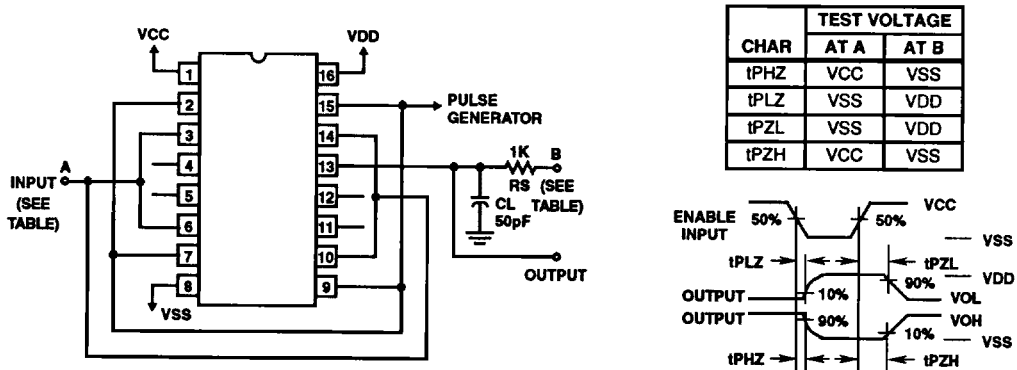 VCC
VDD
1
2
3
4
5
6
7
8
16
15
14
13
12
11
10
9
PULSE
GENERATOR
A
INPUT
(SEE
TABLE)
VSS
1K
RS
B
(SEE
TABLE)
CL
50pF
OUTPUT
TEST VOLTAGE
CHAR AT A AT B
tPHZ VCC VSS
tPLZ VSS VDD
tPZL VSS VDD
tPZH VCC VSS
ENABLE
INPUT
50%
50%
VCC
VSS
tPLZ
tPZL
VDD
OUTPUT
10%
90%
VOL
OUTPUT
90%
10%
VOH
VSS
tPHZ
tPZH